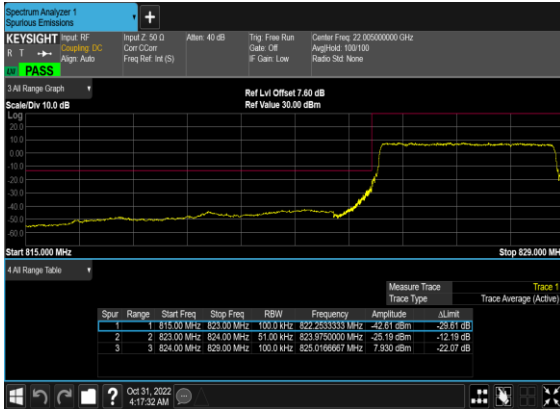 Spectrum Analyzer 1
Spurious Emissions
KEYSIGHT
R T
PASS
Input: RF
Coupling: DC
Align: Auto
Input Z: 50 Ω
Corr CCorr
Freq Ref: Int (S)
Atten: 40 dB
Trig: Free Run
Gate: Off
IF Gain: Low
Center Freq: 22.005000000 GHz
Avg|Hold: 100/100
Radio Std: None
3 All Range Graph
Scale/Div 10.0 dB
Ref Lvl Offset 7.60 dB
Ref Value 30.00 dBm
Log
20.0
10.0
0.00
-10.0
-20.0
-30.0
-40.0
-50.0
-60.0
Start 815.000 MHz
Stop 829.000 MH
4 All Range Table
Measure Trace Trace 1
Trace Type Trace Average (Active)
Spur Range Start Freq Stop Freq RBW Frequency Amplitude ΔLimit
1 1 815.00 MHz 823.00 MHz 100.0 kHz 822.2533333 MHz -42.61 dBm -29.61 dB
2 2 823.00 MHz 824.00 MHz 51.00 kHz 823.9750000 MHz -25.19 dBm -12.19 dB
3 3 824.00 MHz 829.00 MHz 100.0 kHz 825.0166667 MHz 7.930 dBm -22.07 dB
Oct 31, 2022
4:17:32 AM